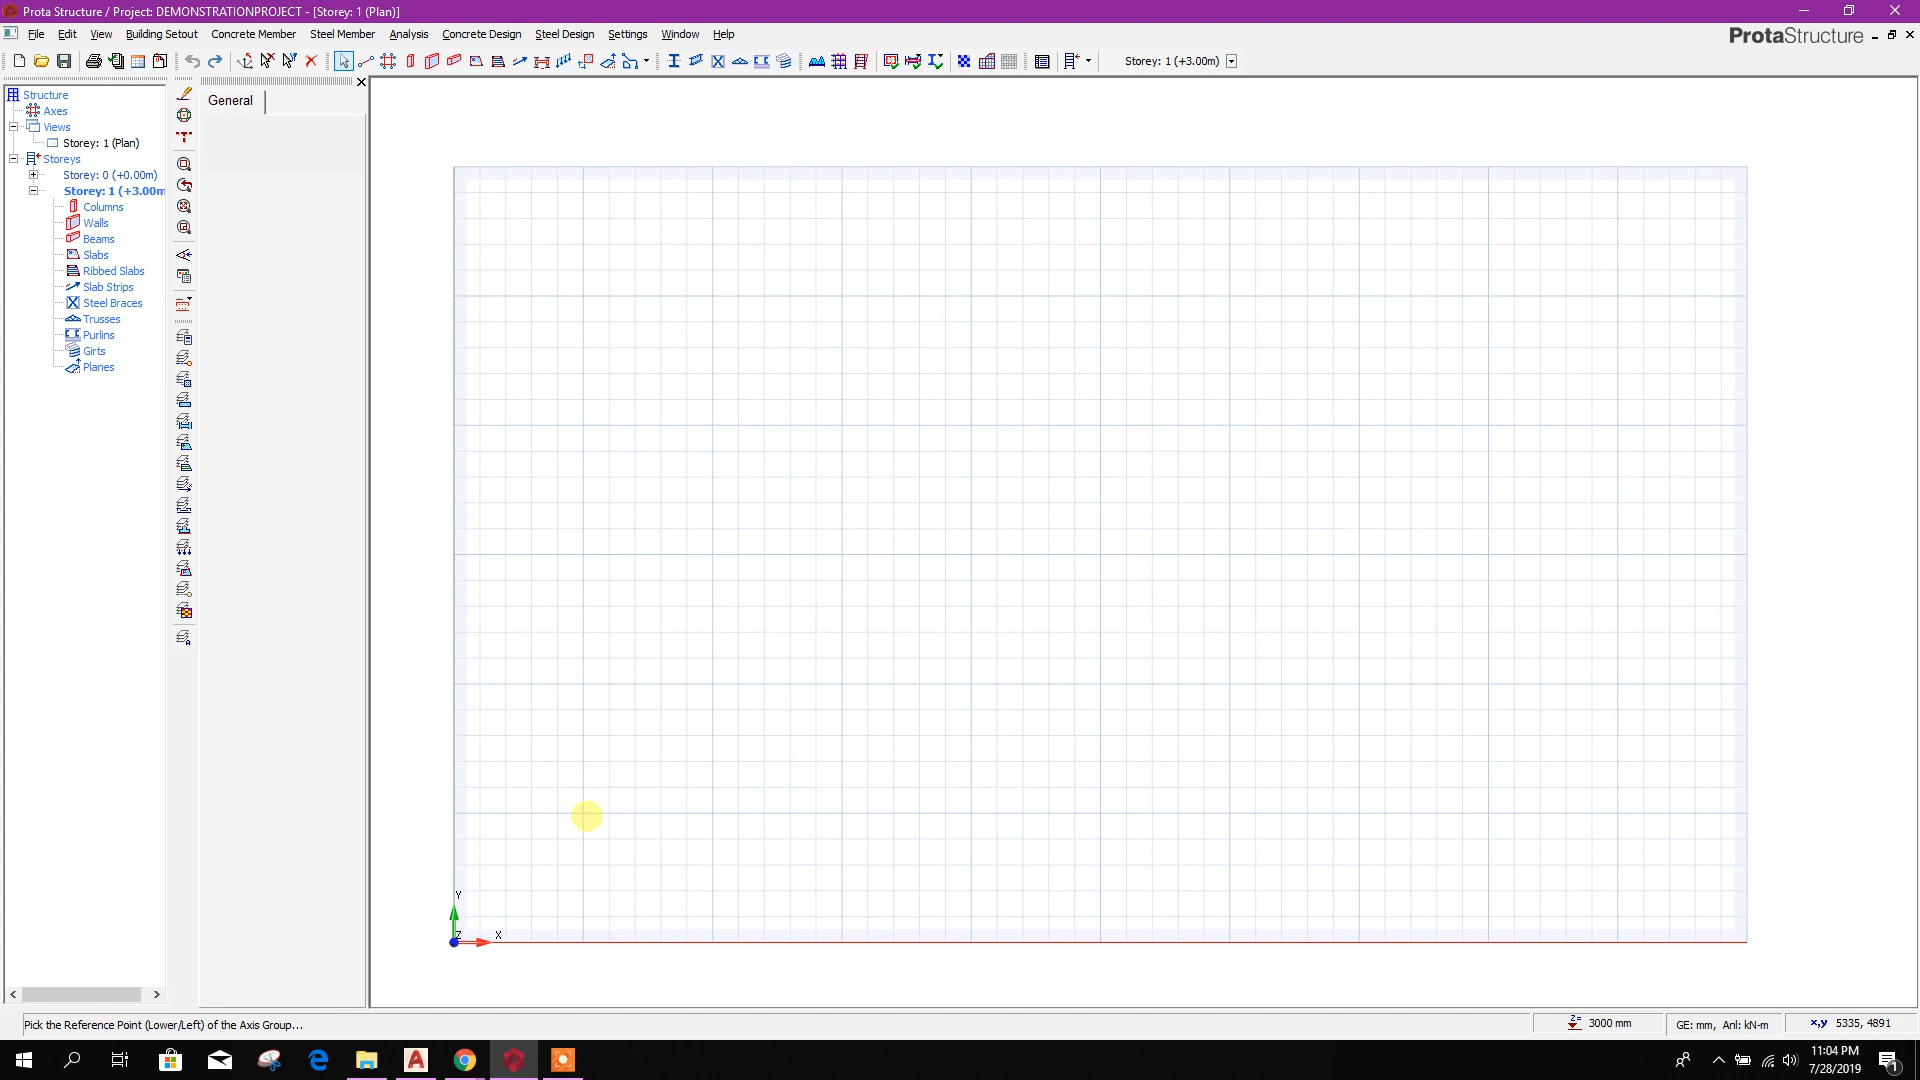 Prota Structure / Project: DEMONSTRATIONPROJECT - [Storey: 1 (Plan)]
File Edit View Building Setout Concrete Member Steel Member Analysis Concrete Design Steel Design Settings Window Help
ProtaStructure
Storey: 1 (+3.00m)
Structure
Axes
Views
Storey: 1 (Plan)
Storeys
Storey: 0 (+0.00m)
Storey: 1 (+3.00m
Columns
Walls
Beams
Slabs
Ribbed Slabs
Slab Strips
Steel Braces
Trusses
Purlins
Girts
Planes
General
Y
Z
X
Pick the Reference Point (Lower/Left) of the Axis Group...
Z= 3000 mm
GE: mm, Anl: kN-m
x,y 5335, 4891
11:04 PM
7/28/2019
1